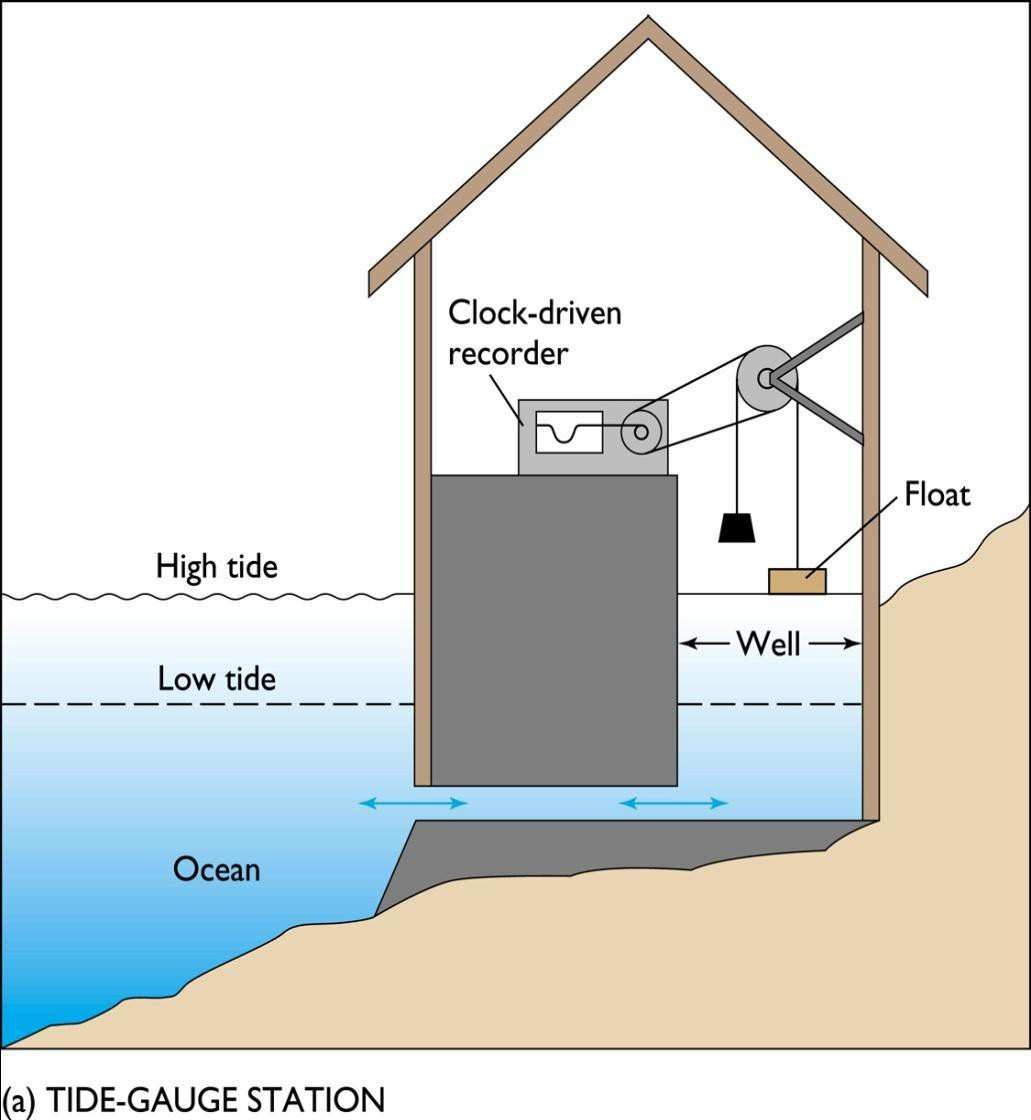 Clock-driven
recorder
Float
High tide
Well
Low tide
Ocean
(a) TIDE-GAUGE STATION